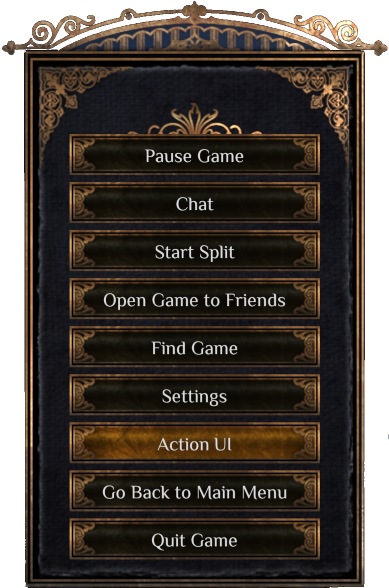 Pause Game
Chat
Start Split
Open Game to Friends
Find Game
Settings
Action UI
Go Back to Main Menu
Quit Game